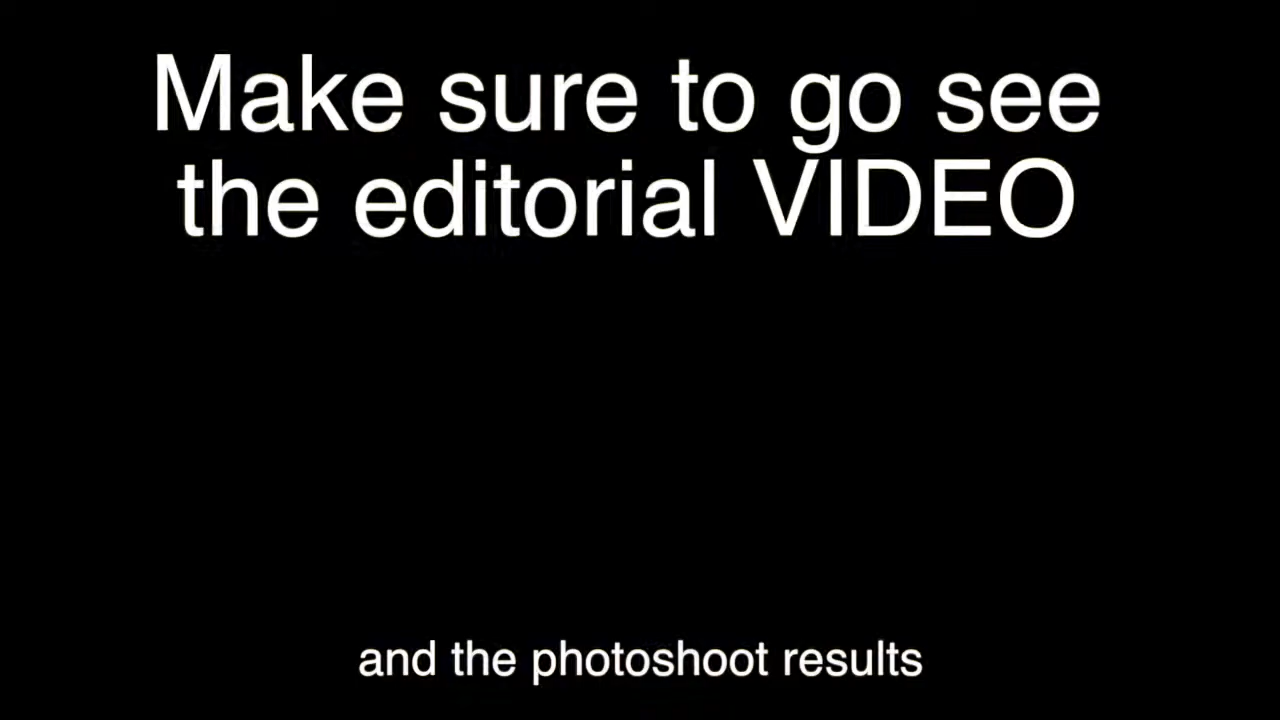 Make sure to go see
the editorial VIDEO
and the photoshoot results